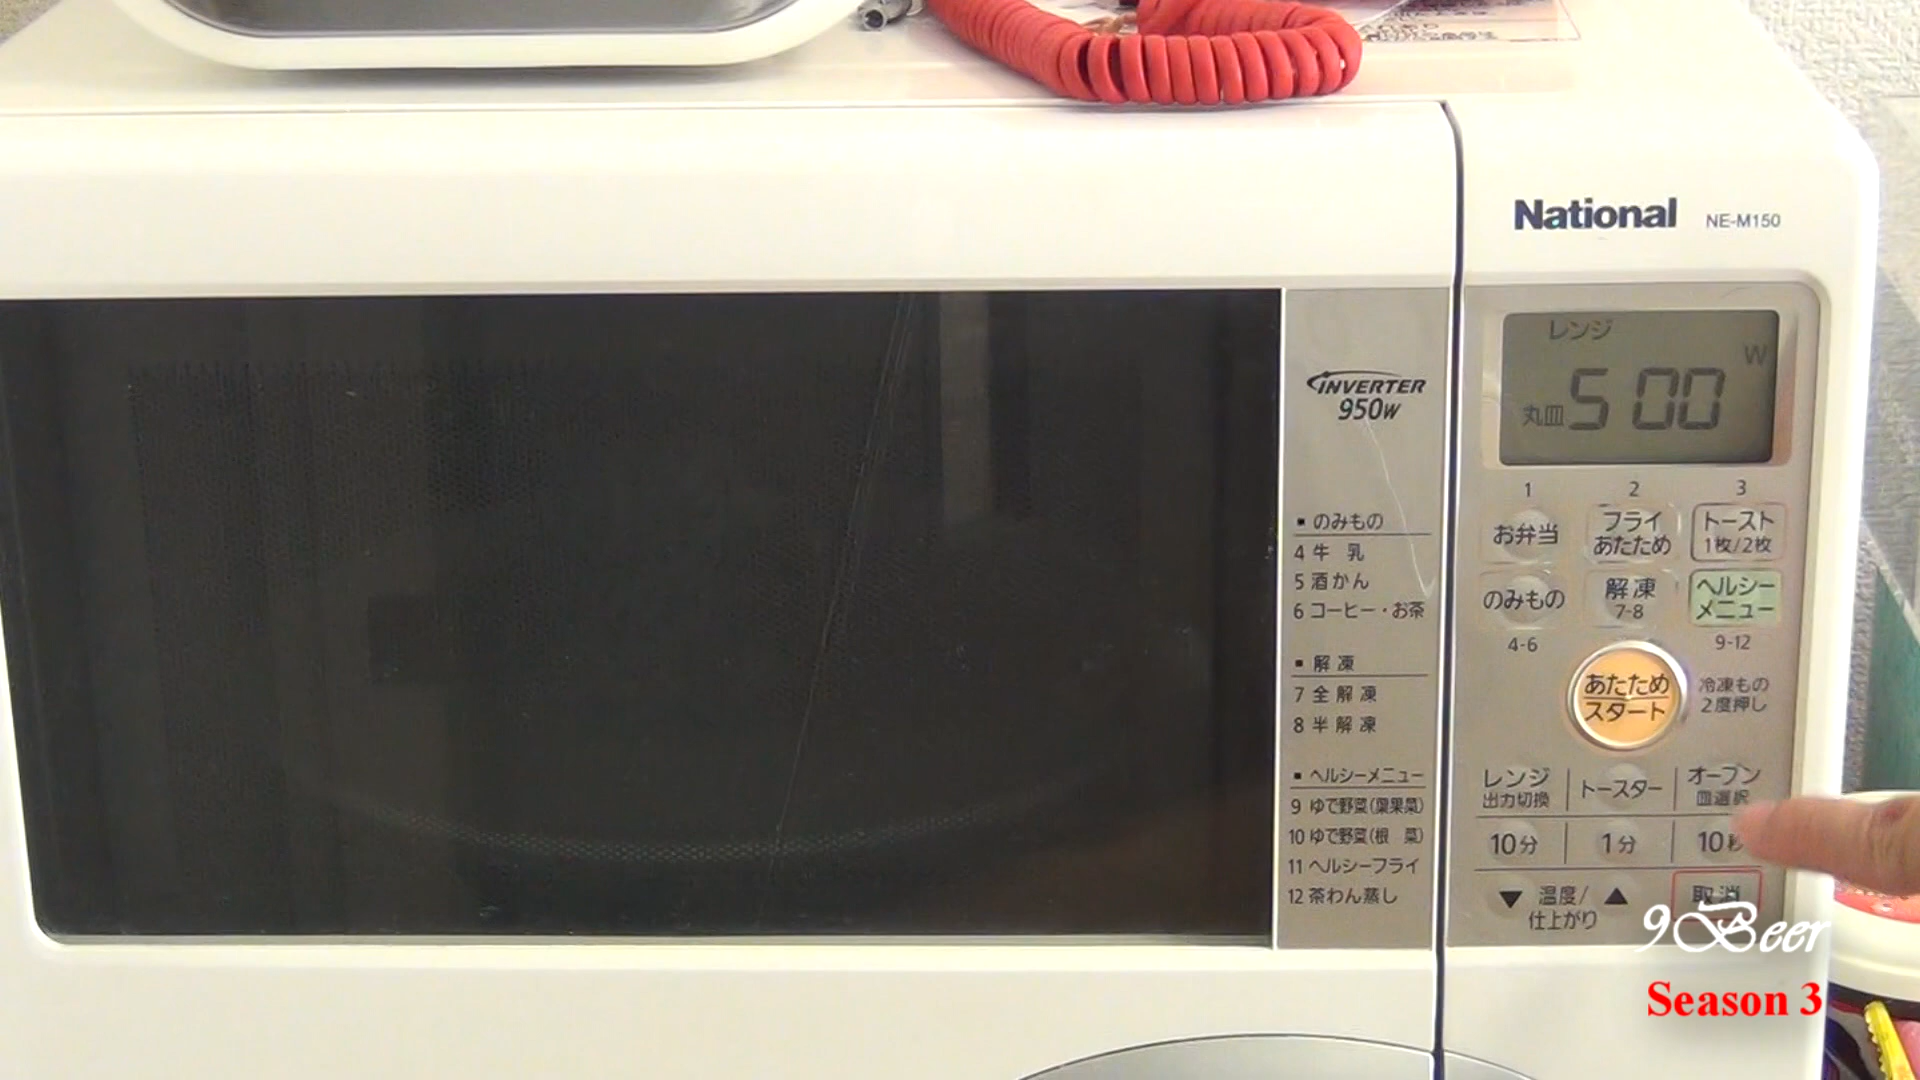 National NE-M150
レンジ
W
丸皿 500
INVERTER
950W
■ のみもの
4 牛 乳
5 酒かん
6 コーヒー・お茶
■ 解 凍
7 全 解 凍
8 半 解 凍
■ ヘルシーメニュー
9 ゆで野菜(葉果菜)
10 ゆで野菜(根 菜)
11 ヘルシーフライ
12 茶わん蒸し
1 2 3
お弁当
フライ
あたため
トースト
1枚/2枚
のみもの
解凍
7-8
ヘルシー
メニュー
4-6
9-12
あたため
スタート
冷凍もの
2度押し
レンジ
出力切換
トースター
オーブン
皿選択
10分 1分 10秒
▼ 温度/ ▲
仕上がり
取消
9Beer
Season 3